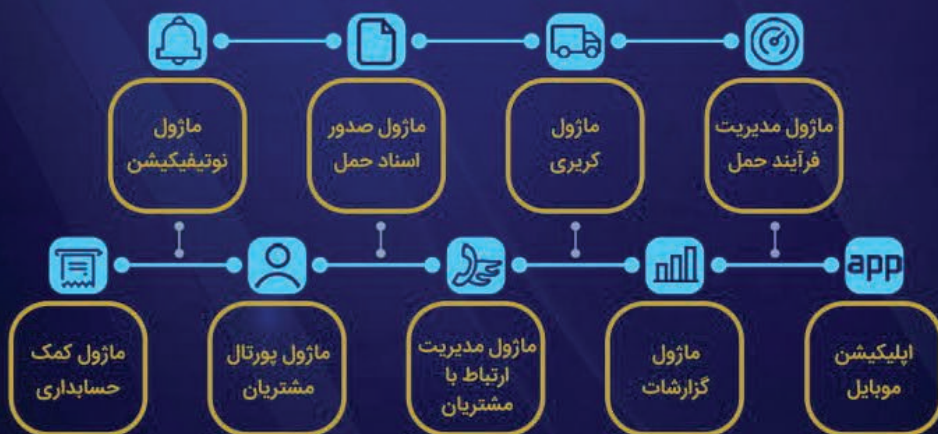 ماژول مدیریت
فرآیند حمل
ماژول
کریری
ماژول صدور
اسناد حمل
ماژول
نوتیفیکیشن
app
اپلیکیشن
موبایل
ماژول
گزارشات
ماژول مدیریت
ارتباط با
مشتریان
ماژول پورتال
مشتریان
ماژول کمک
حسابداری